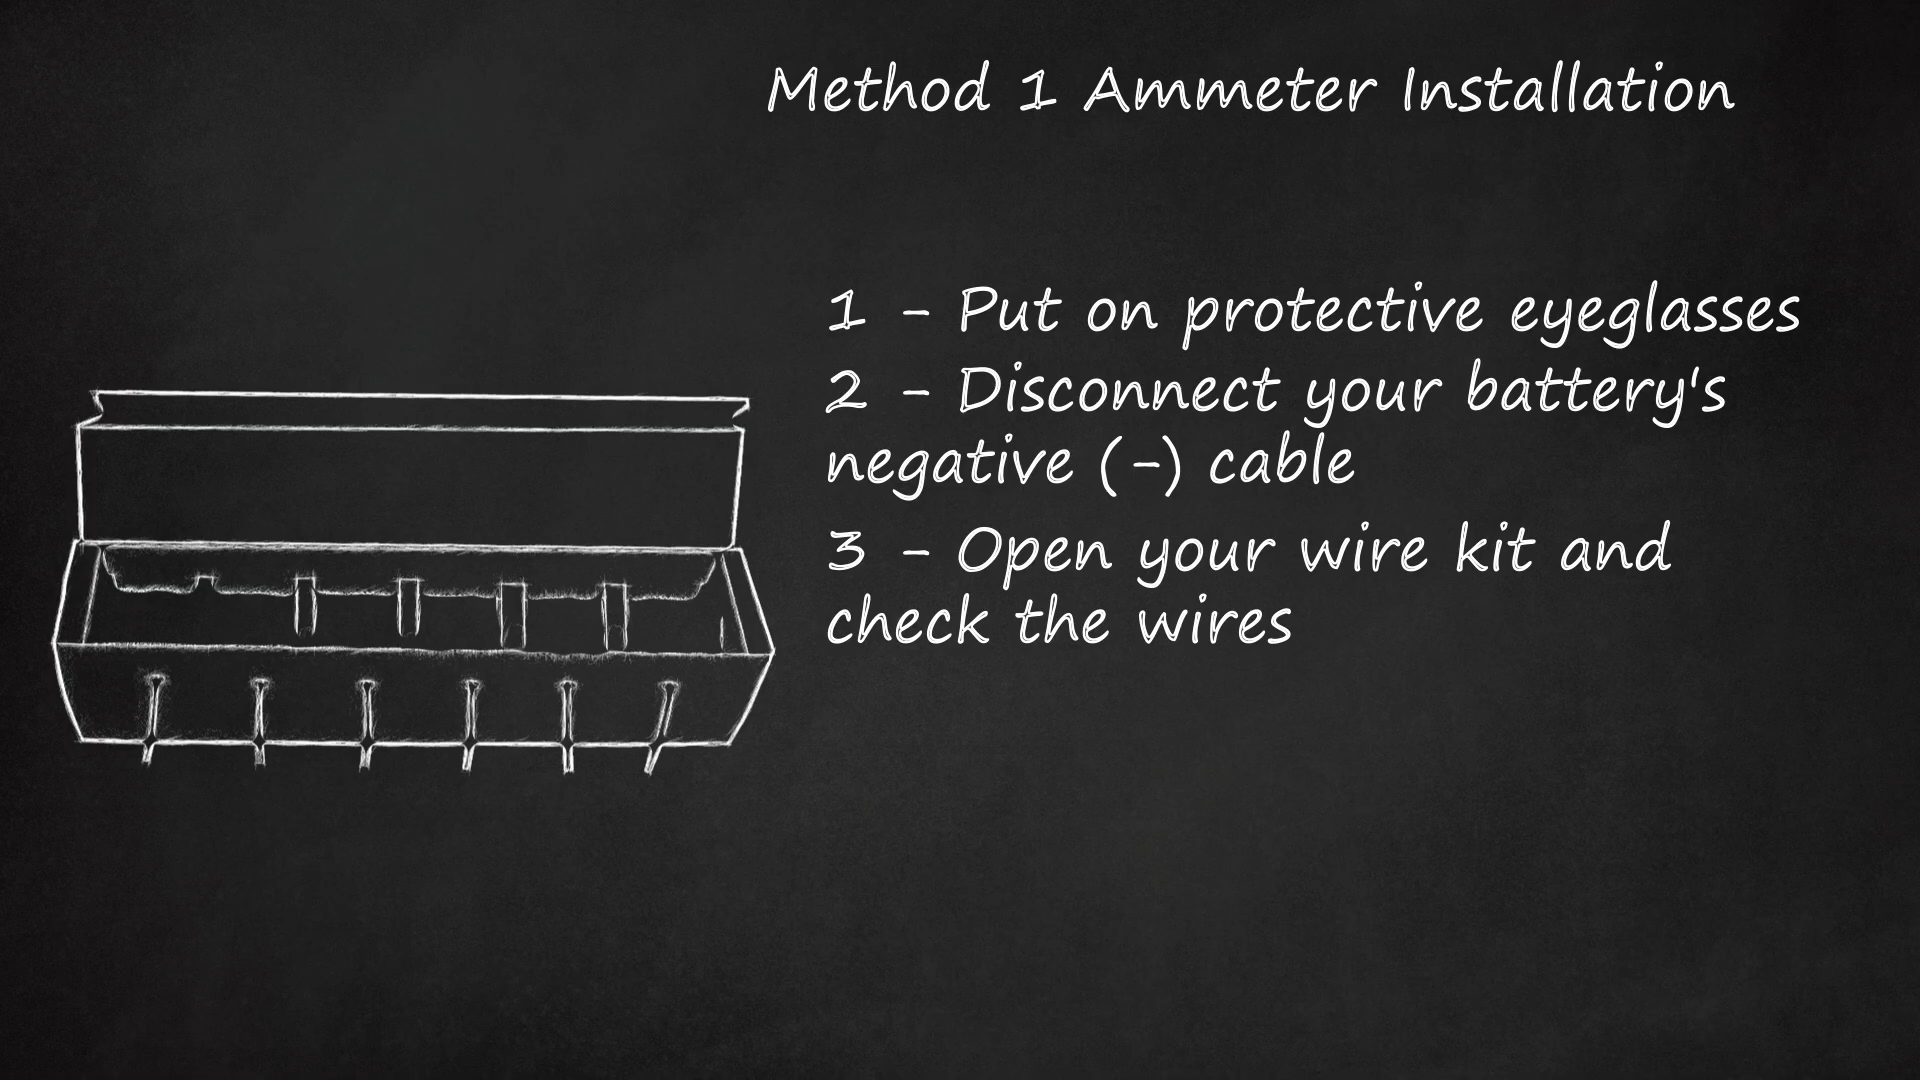 Method 1 Ammeter Installation
1 - Put on protective eyeglasses
2 - Disconnect your battery's
negative (-) cable
3 - Open your wire kit and
check the wires